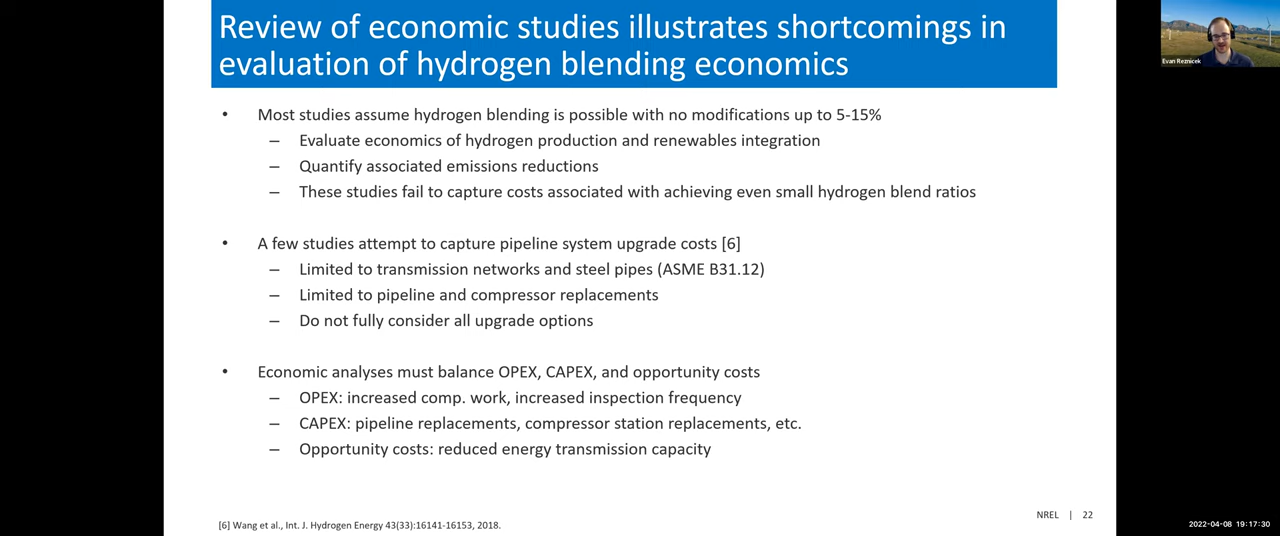 Review of economic studies illustrates shortcomings in
evaluation of hydrogen blending economics
• Most studies assume hydrogen blending is possible with no modifications up to 5-15%
– Evaluate economics of hydrogen production and renewables integration
– Quantify associated emissions reductions
– These studies fail to capture costs associated with achieving even small hydrogen blend ratios
• A few studies attempt to capture pipeline system upgrade costs [6]
– Limited to transmission networks and steel pipes (ASME B31.12)
– Limited to pipeline and compressor replacements
– Do not fully consider all upgrade options
• Economic analyses must balance OPEX, CAPEX, and opportunity costs
– OPEX: increased comp. work, increased inspection frequency
– CAPEX: pipeline replacements, compressor station replacements, etc.
– Opportunity costs: reduced energy transmission capacity
[6] Wang et al., Int. J. Hydrogen Energy 43(33):16141-16153, 2018.
NREL | 22
Evan Reznicek
2022-04-08 19:17:30